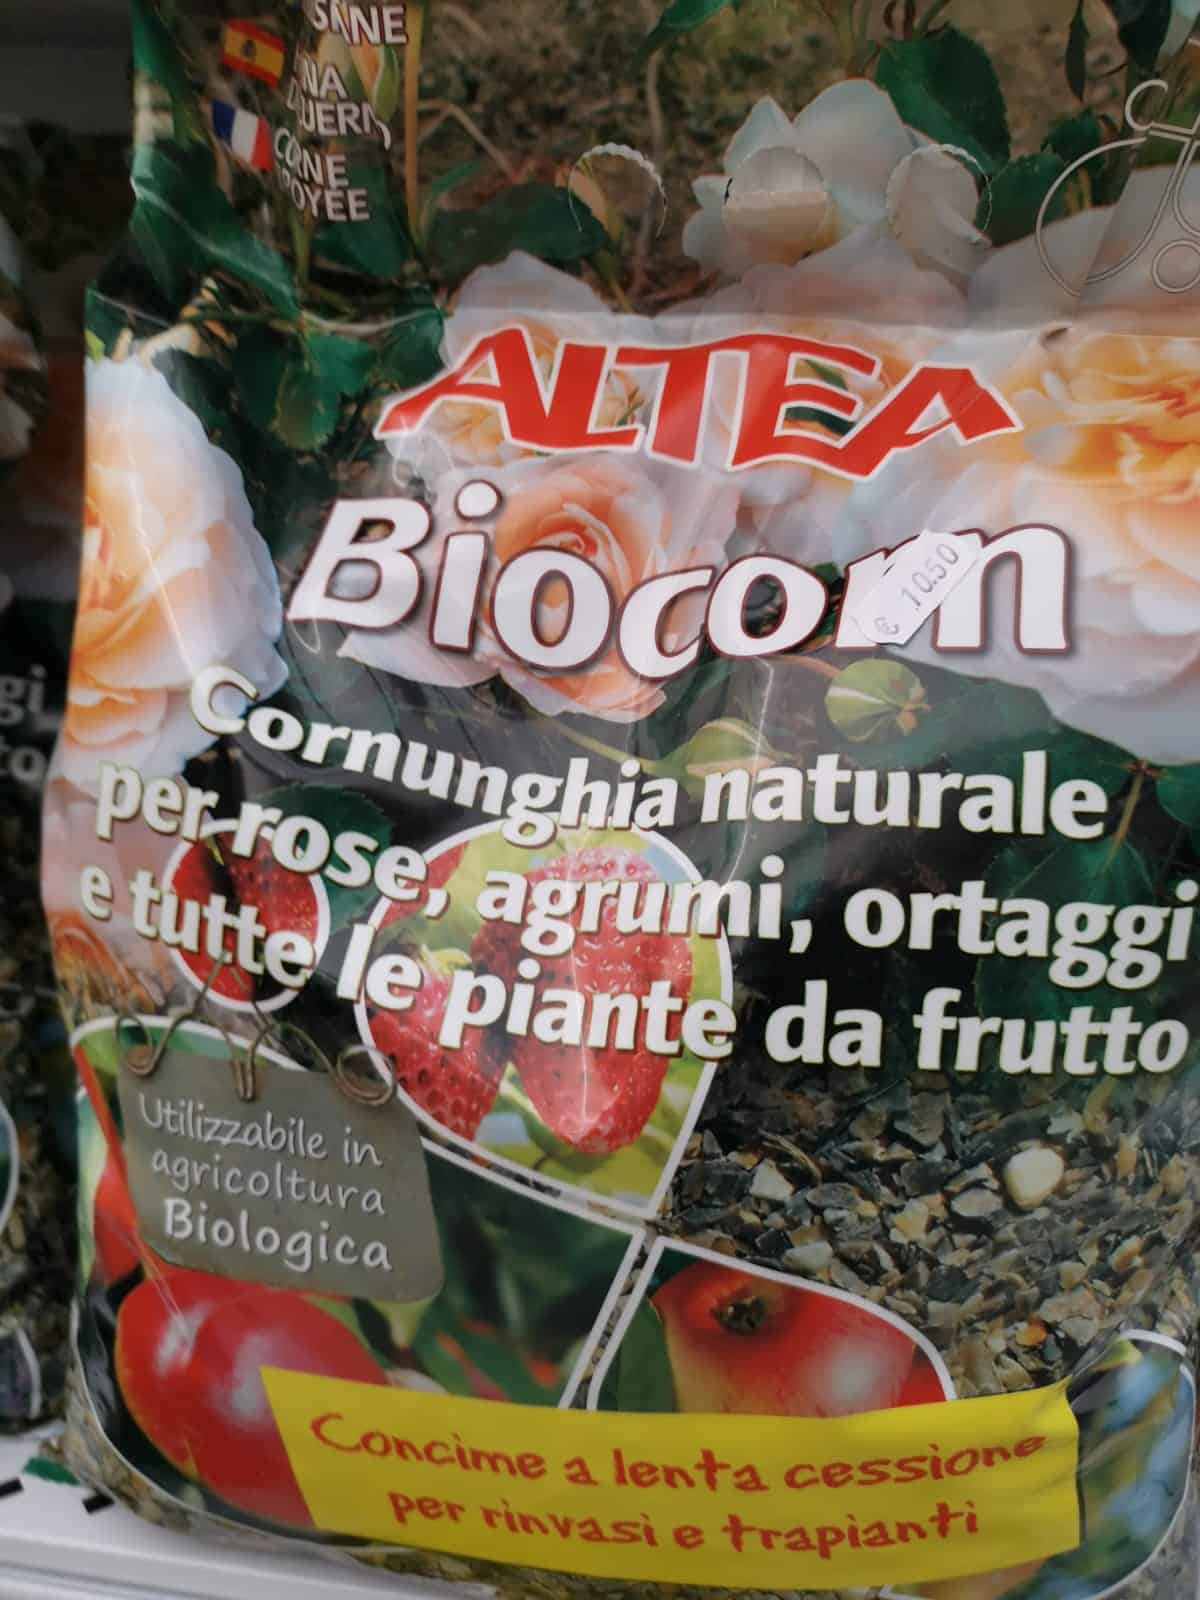 CORNE
ALTEA
Biocorn
€ 10.50
Cornunghia naturale
per rose, agrumi, ortaggi
e tutte le piante da frutto
Utilizzabile in
agricoltura
Biologica
Concime a lenta cessione
per rinvasi e trapianti